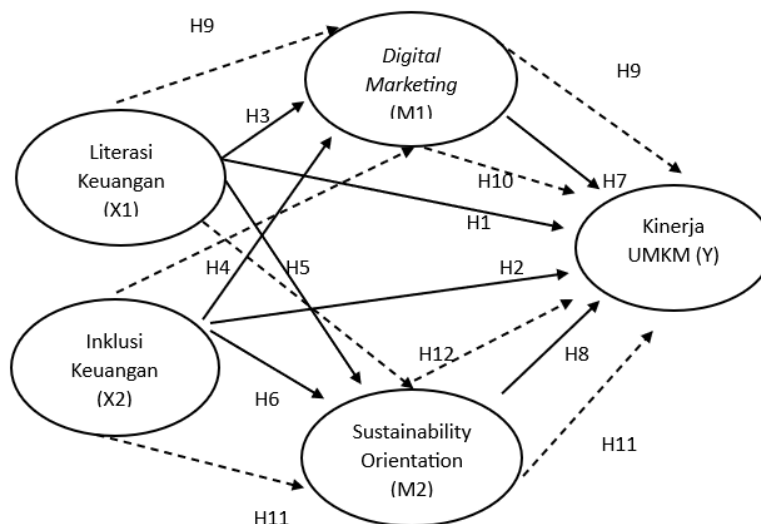 H9
Digital
Marketing
(M1)
H9
H3
Literasi
Keuangan
(X1)
H10
H7
H1
Kinerja
UMKM (Y)
H4
H5
H2
Inklusi
Keuangan
(X2)
H12
H8
H6
Sustainability
Orientation
(M2)
H11
H11